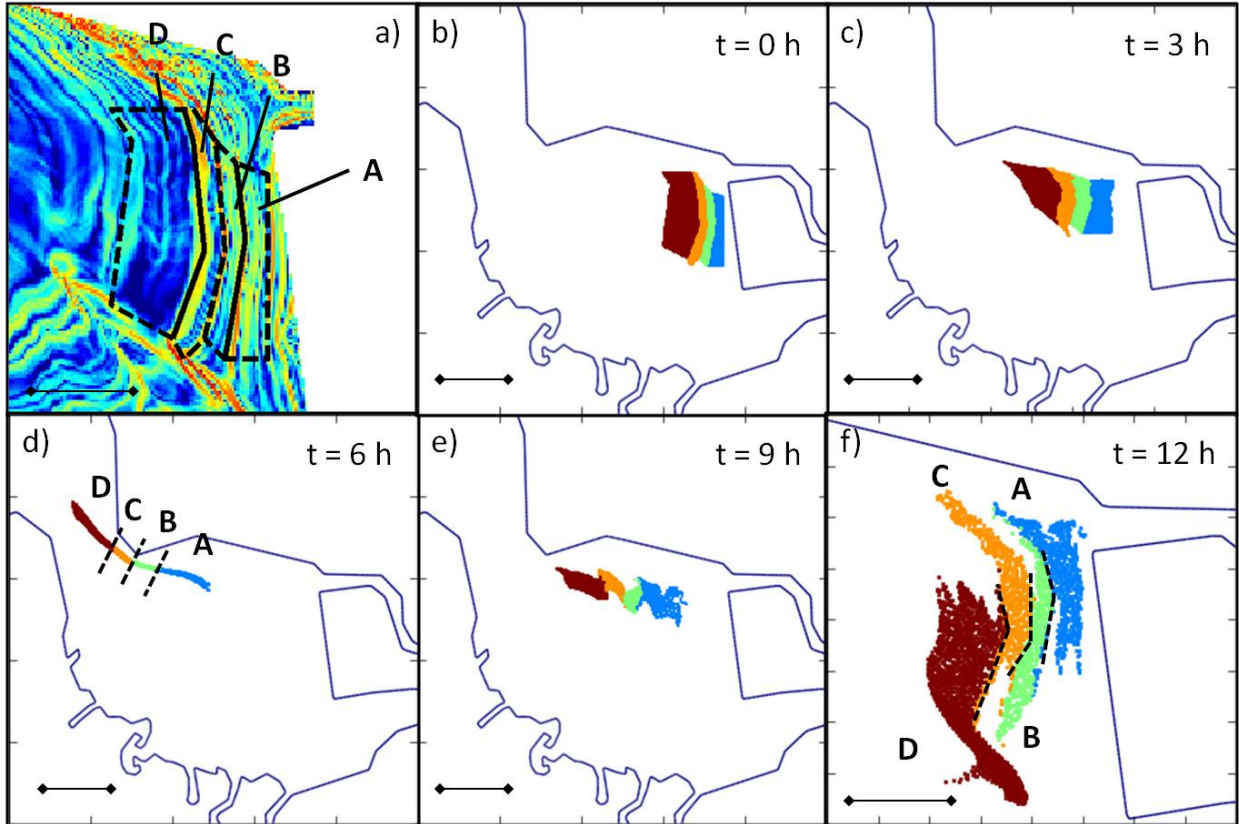 D
C
B
a)
A
b)
t = 0 h
c)
t = 3 h
d)
t = 6 h
D
C
B
A
e)
t = 9 h
f)
t = 12 h
C
A
D
B